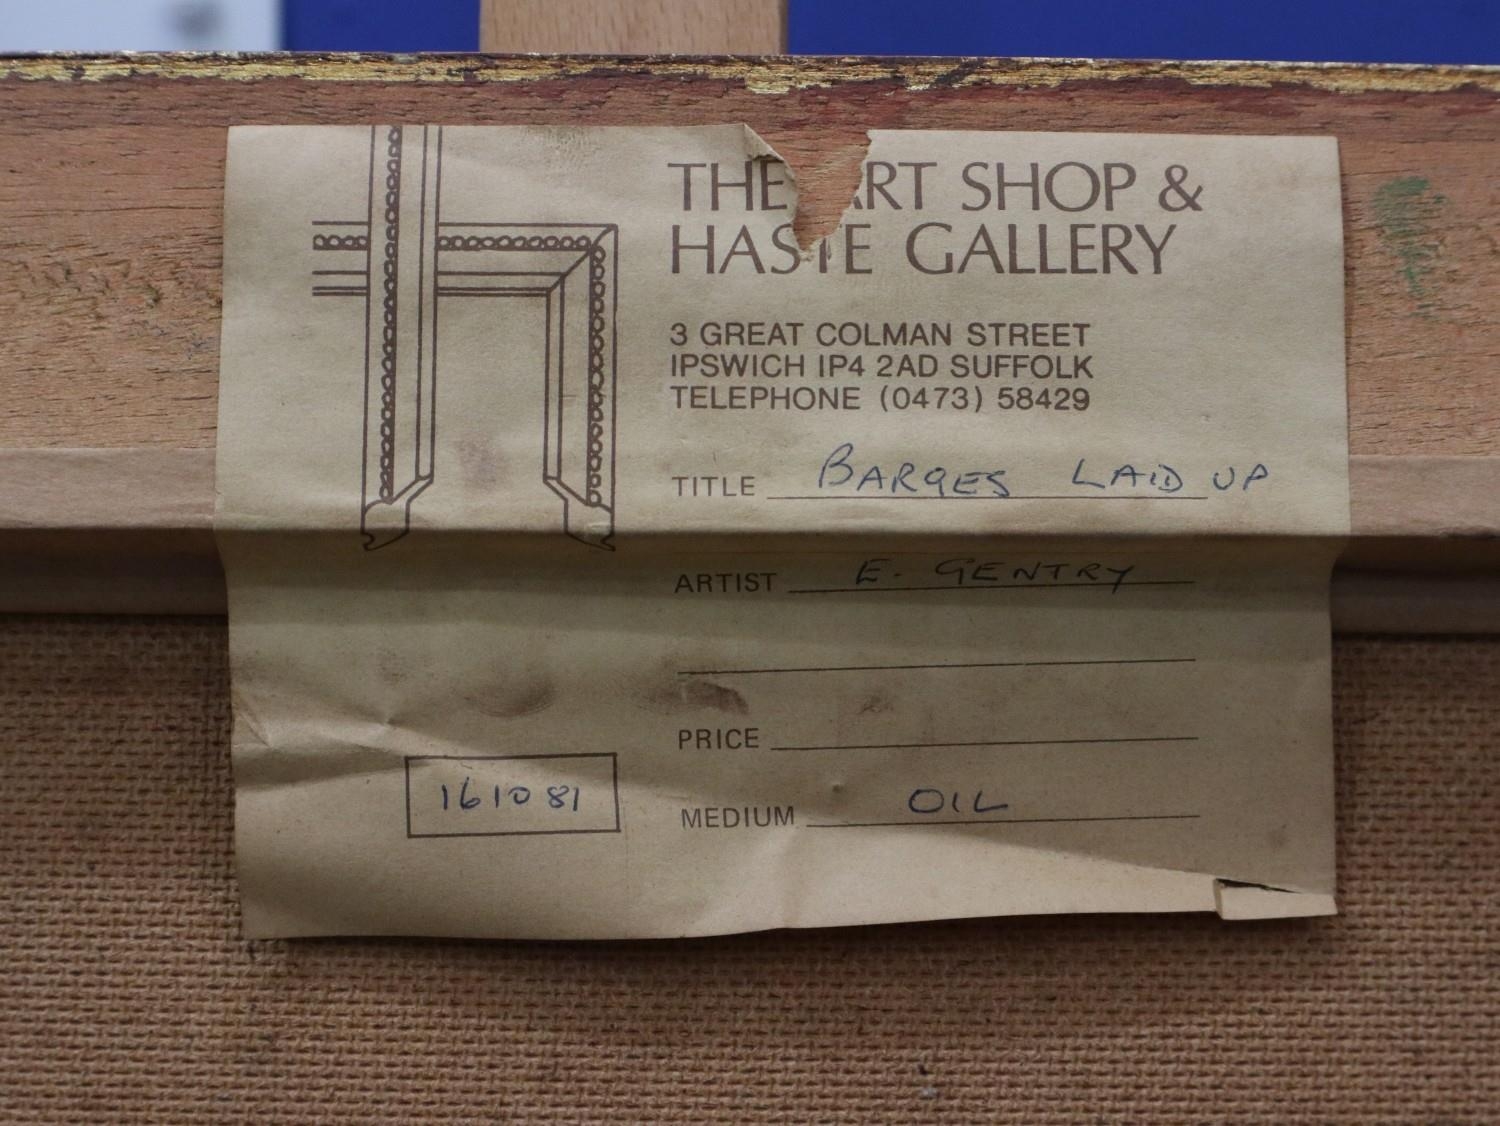 THE ART SHOP &
HASTE GALLERY
3 GREAT COLMAN STREET
IPSWICH IP4 2AD SUFFOLK
TELEPHONE (0473) 58429
TITLE BARGES LAID UP
ARTIST E. GENTRY
PRICE
161081
MEDIUM OIL